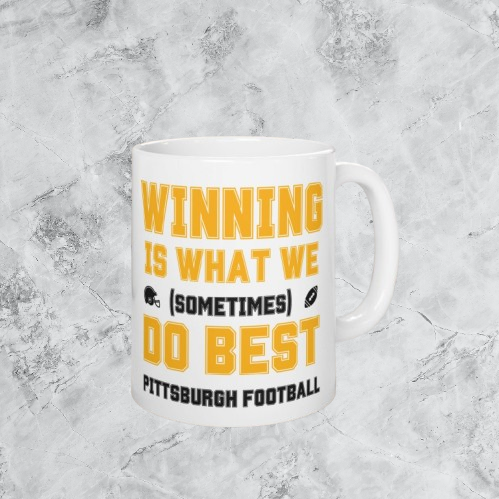 WINNING
IS WHAT WE
(SOMETIMES)
DO BEST
PITTSBURGH FOOTBALL